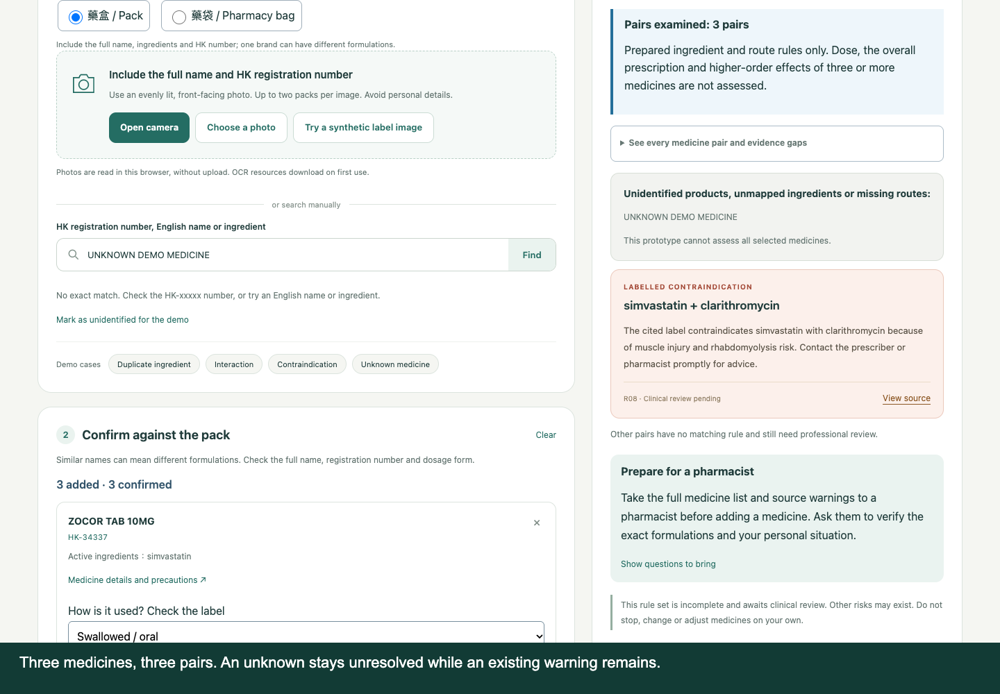 藥盒 / Pack
藥袋 / Pharmacy bag
Include the full name, ingredients and HK number; one brand can have different formulations.
Include the full name and HK registration number
Use an evenly lit, front-facing photo. Up to two packs per image. Avoid personal details.
Open camera
Choose a photo
Try a synthetic label image
Photos are read in this browser, without upload. OCR resources download on first use.
or search manually
HK registration number, English name or ingredient
UNKNOWN DEMO MEDICINE
Find
No exact match. Check the HK-xxxxx number, or try an English name or ingredient.
Mark as unidentified for the demo
Demo cases
Duplicate ingredient
Interaction
Contraindication
Unknown medicine
2
Confirm against the pack
Clear
Similar names can mean different formulations. Check the full name, registration number and dosage form.
3 added · 3 confirmed
ZOCOR TAB 10MG
×
HK-34337
Active ingredients：simvastatin
Medicine details and precautions ↗
How is it used? Check the label
Swallowed / oral
Pairs examined: 3 pairs
Prepared ingredient and route rules only. Dose, the overall
prescription and higher-order effects of three or more
medicines are not assessed.
See every medicine pair and evidence gaps
Unidentified products, unmapped ingredients or missing routes:
UNKNOWN DEMO MEDICINE
This prototype cannot assess all selected medicines.
LABELLED CONTRAINDICATION
simvastatin + clarithromycin
The cited label contraindicates simvastatin with clarithromycin because
of muscle injury and rhabdomyolysis risk. Contact the prescriber or
pharmacist promptly for advice.
R08 · Clinical review pending
View source
Other pairs have no matching rule and still need professional review.
Prepare for a pharmacist
Take the full medicine list and source warnings to a
pharmacist before adding a medicine. Ask them to verify the
exact formulations and your personal situation.
Show questions to bring
This rule set is incomplete and awaits clinical review. Other risks may exist. Do not
stop, change or adjust medicines on your own.
Three medicines, three pairs. An unknown stays unresolved while an existing warning remains.